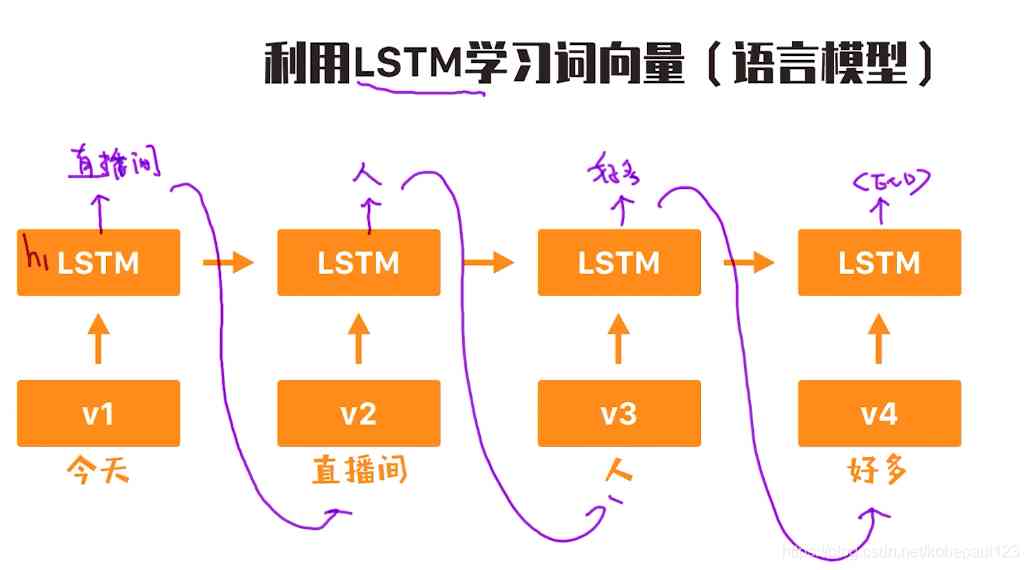 利用LSTM学习词向量(语言模型)
直播间 人 好多 <END>
h₁ LSTM LSTM LSTM LSTM
v1 v2 v3 v4
今天 直播间 人 好多
https://blog.csdn.net/kobepaul123